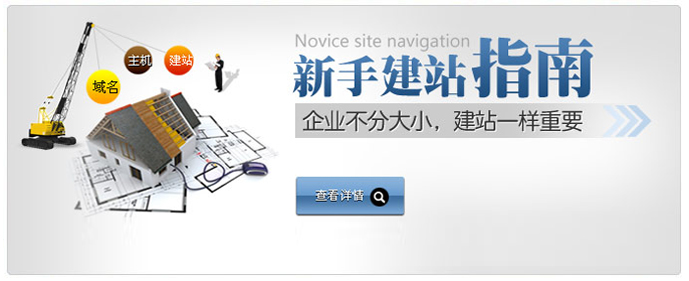 Novice site navigation
新手建站指南
企业不分大小，建站一样重要
主机
建站
域名
查看详情